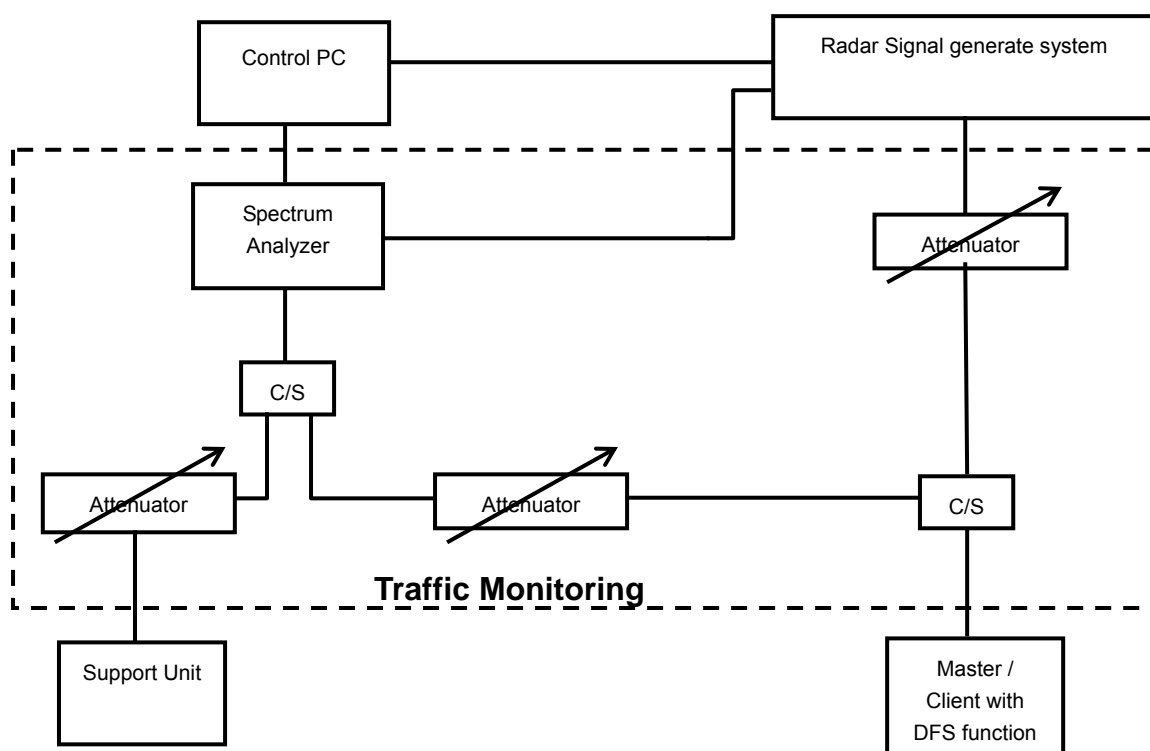 Control PC
Radar Signal generate system
Spectrum
Analyzer
Attenuator
C/S
Attenuator
Attenuator
C/S
Traffic Monitoring
Support Unit
Master /
Client with
DFS function